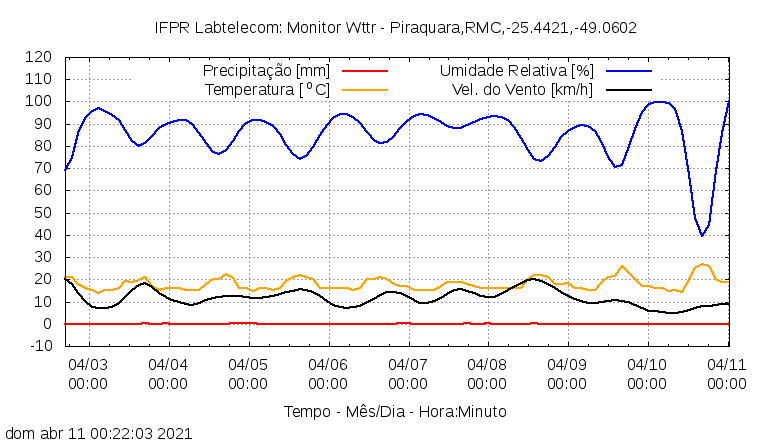 IFPR Labtelecom: Monitor Wttr - Piraquara,RMC,-25.4421,-49.0602
120
110
100
90
80
70
60
50
40
30
20
10
0
-10
Precipitação [mm]
Temperatura [ ⁰C]
Umidade Relativa [%]
Vel. do Vento [km/h]
04/03 04/04 04/05 04/06 04/07 04/08 04/09 04/10 04/11
00:00 00:00 00:00 00:00 00:00 00:00 00:00 00:00 00:00
Tempo - Mês/Dia - Hora:Minuto
dom abr 11 00:22:03 2021